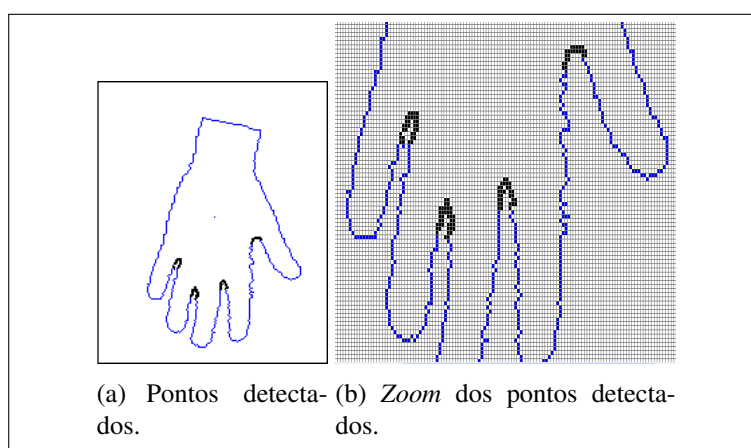 (a) Pontos detecta-
dos.
(b) Zoom dos pontos detecta-
dos.